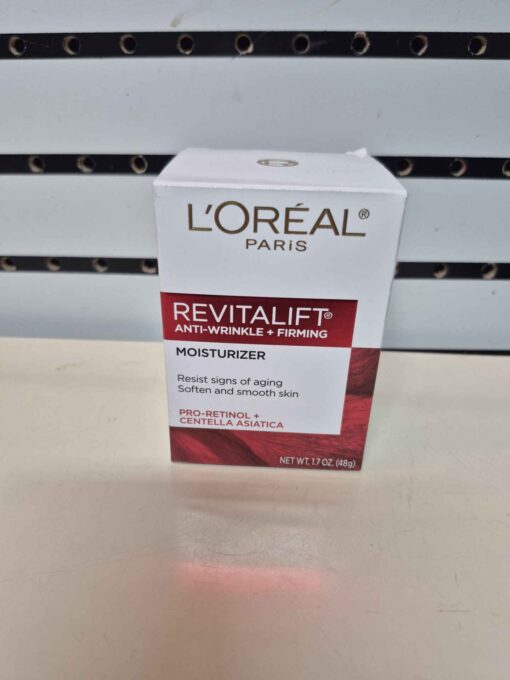 L'ORÉAL®
PARiS
REVITALIFT®
ANTI-WRINKLE + FIRMING
MOISTURIZER
Resist signs of aging
Soften and smooth skin
PRO-RETINOL +
CENTELLA ASIATICA
NET WT. 1.7 OZ. (48g)